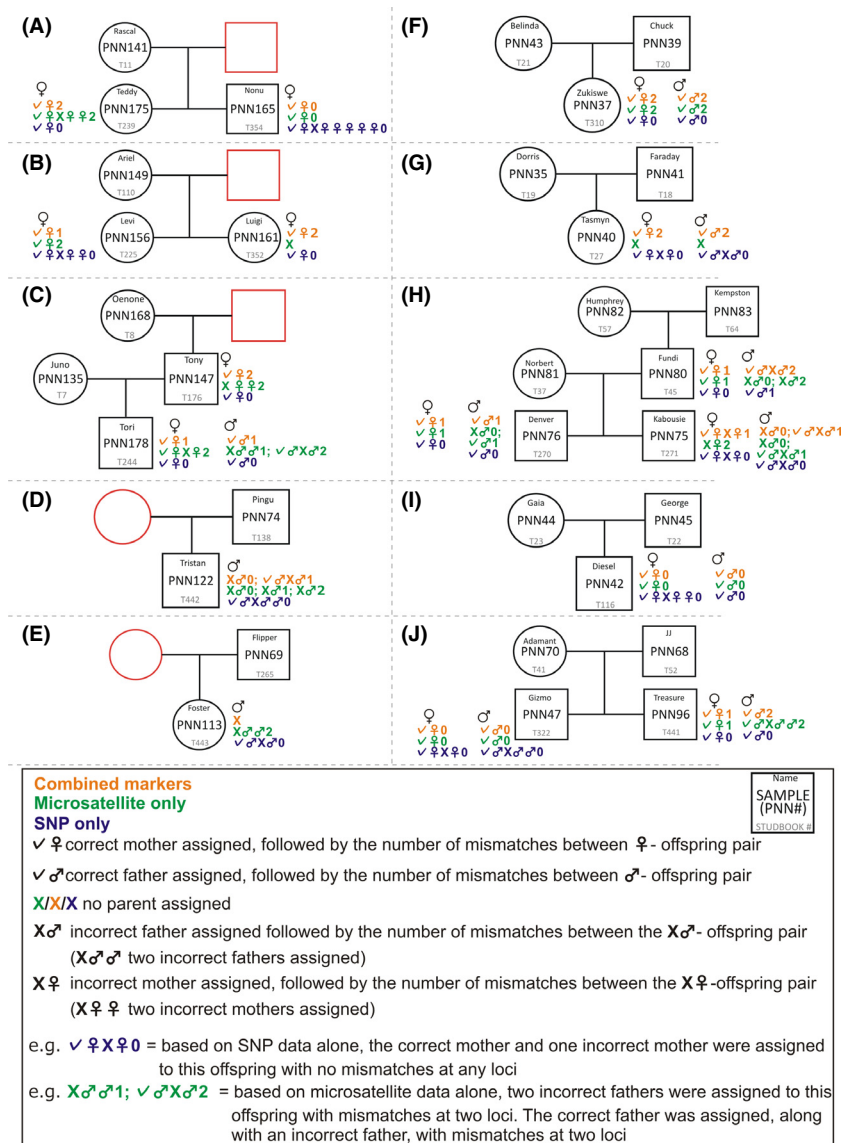 (A)
Rascal
PNN141
T11
Teddy
PNN175
T239
Nonu
PNN165
T354
♀
✓♀2
✓♀X♀♀2
✓♀0
♀
✓♀0
✓♀0
✓♀X♀♀♀♀♀0
(B)
Ariel
PNN149
T110
Levi
PNN156
T225
Luigi
PNN161
T352
♀
✓♀1
✓♀2
✓♀X♀♀0
♀
✓♀2
X
✓♀0
(C)
Oenone
PNN168
T8
Juno
PNN135
T7
Tony
PNN147
T176
♀
✓♀2
X♀♀2
✓♀0
Tori
PNN178
T244
♀
✓♀1
✓♀X♀2
✓♀0
♂
✓♂1
X♂♂1; ✓♂X♂2
✓♂0
(D)
Pingu
PNN74
T138
Tristan
PNN122
T442
♂
X♂0; ✓♂X♂1
X♂0; X♂1; X♂2
✓♂X♂♂0
(E)
Flipper
PNN69
T265
Foster
PNN113
T443
♂
X
X♂♂2
✓♂X♂0
(F)
Belinda
PNN43
T21
Chuck
PNN39
T20
Zukiswe
PNN37
T310
♀
✓♀2
✓♀2
✓♀0
♂
✓♂2
✓♂2
✓♂0
(G)
Dorris
PNN35
T19
Faraday
PNN41
T18
Tasmyn
PNN40
T27
♀
✓♀2
X
✓♀X♀0
♂
✓♂2
X
✓♂X♂0
(H)
Humphrey
PNN82
T57
Kempston
PNN83
T64
Norbert
PNN81
T37
Fundi
PNN80
T45
♀
✓♀1
✓♀1
✓♀0
♂
✓♂X♂2
X♂0; X♂2
✓♂1
Denver
PNN76
T270
Kabousie
PNN75
T271
♀
✓♀1
✓♀1
✓♀0
♂
✓♂1
X♂0;
✓♂1
✓♂0
♀
✓♀X♀1
X♀2
✓♀X♀0
♂
X♂0; ✓♂X♂1
X♂0;
✓♂X♂1
✓♂X♂0
(I)
Gaia
PNN44
T23
George
PNN45
T22
Diesel
PNN42
T116
♀
✓♀0
✓♀0
✓♀X♀♀0
♂
✓♂0
✓♂0
✓♂0
(J)
Adamant
PNN70
T41
JJ
PNN68
T52
Gizmo
PNN47
T322
Treasure
PNN96
T441
♀
✓♀0
✓♀0
✓♀X♀0
♂
✓♂0
✓♂0
✓♂X♂♂0
♀
✓♀1
✓♀1
✓♀0
♂
✓♂2
✓♂X♂♂2
✓♂0
Combined markers
Microsatellite only
SNP only
Name
SAMPLE
(PNN#)
STUDBOOK #
✓♀correct mother assigned, followed by the number of mismatches between ♀- offspring pair
✓♂correct father assigned, followed by the number of mismatches between ♂- offspring pair
X/X/X no parent assigned
X♂ incorrect father assigned followed by the number of mismatches between the X♂- offspring pair
(X♂♂ two incorrect fathers assigned)
X♀ incorrect mother assigned, followed by the number of mismatches between the X♀-offspring pair
(X♀♀ two incorrect mothers assigned)
e.g. ✓♀X♀0 = based on SNP data alone, the correct mother and one incorrect mother were assigned
to this offspring with no mismatches at any loci
e.g. X♂♂1; ✓♂X♂2 = based on microsatellite data alone, two incorrect fathers were assigned to this
offspring with mismatches at two loci. The correct father was assigned, along
with an incorrect father, with mismatches at two loci